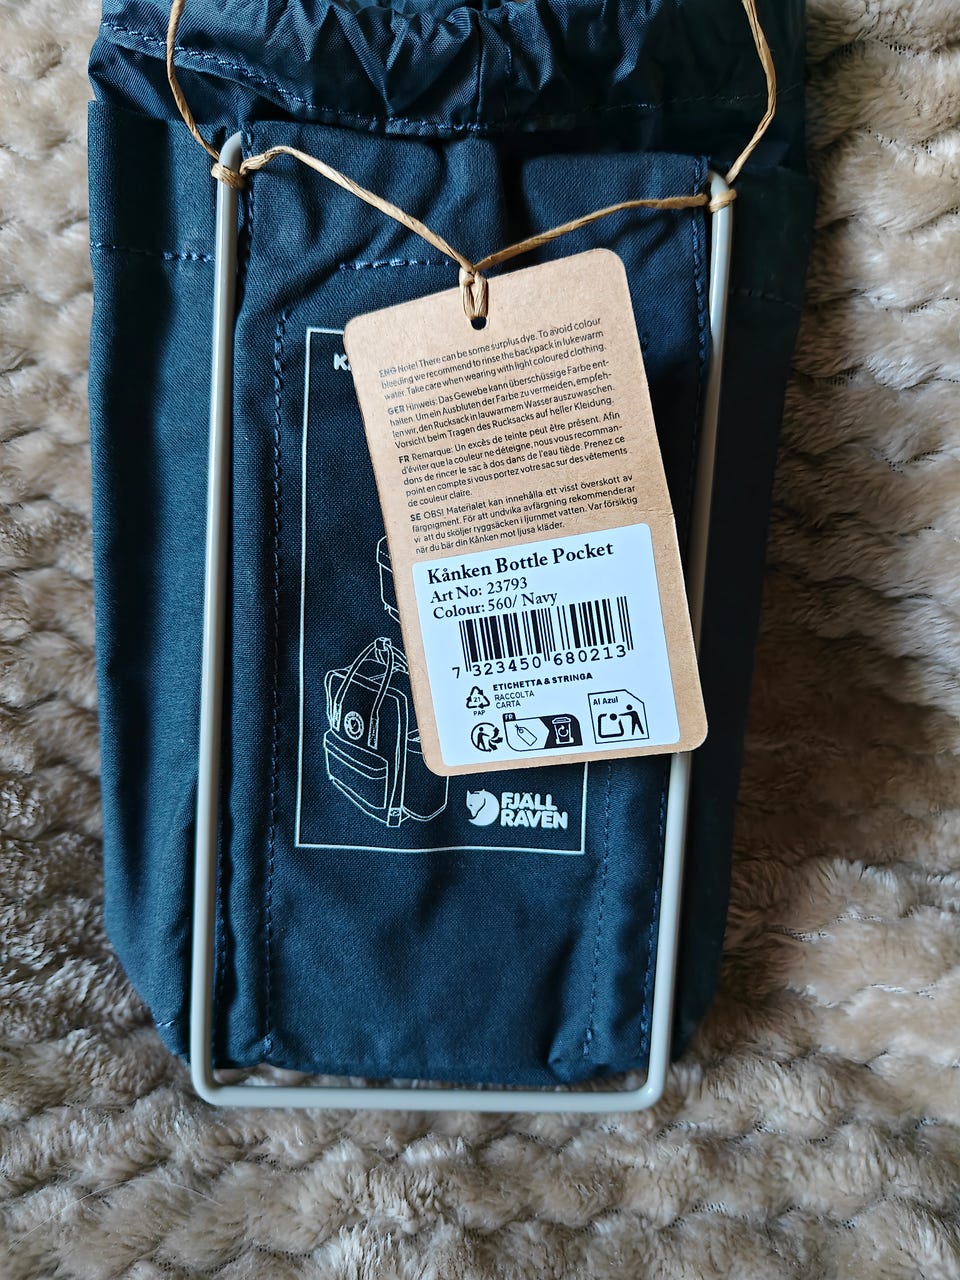 K
ENG Note! There can be some surplus dye. To avoid colour
bleeding we recommend to rinse the backpack in lukewarm
water. Take care when wearing with light coloured clothing.
GER Hinweis: Das Gewebe kann überschüssige Farbe ent-
halten. Um ein Ausbluten der Farbe zu vermeiden, empfeh-
len wir, den Rucksack in lauwarmem Wasser auszuwaschen.
Vorsicht beim Tragen des Rucksacks auf heller Kleidung.
FR Remarque: Un excès de teinte peut être présent. Afin
d'éviter que la couleur ne déteigne, nous vous recomman-
dons de rincer le sac à dos dans de l'eau tiède. Prenez ce
point en compte si vous portez votre sac sur des vêtements
de couleur claire.
SE OBS! Materialet kan innehålla ett visst överskott av
färgpigment. För att undvika avfärgning rekommenderar
vi att du sköljer ryggsäcken i ljummet vatten. Var försiktig
när du bär din Kånken mot ljusa kläder.
Kånken Bottle Pocket
Art No: 23793
Colour: 560/ Navy
7 323450 680213
ETICHETTA & STRINGA
RACCOLTA
CARTA
21
PAP
FR
Al Azul
FJÄLL
RÄVEN